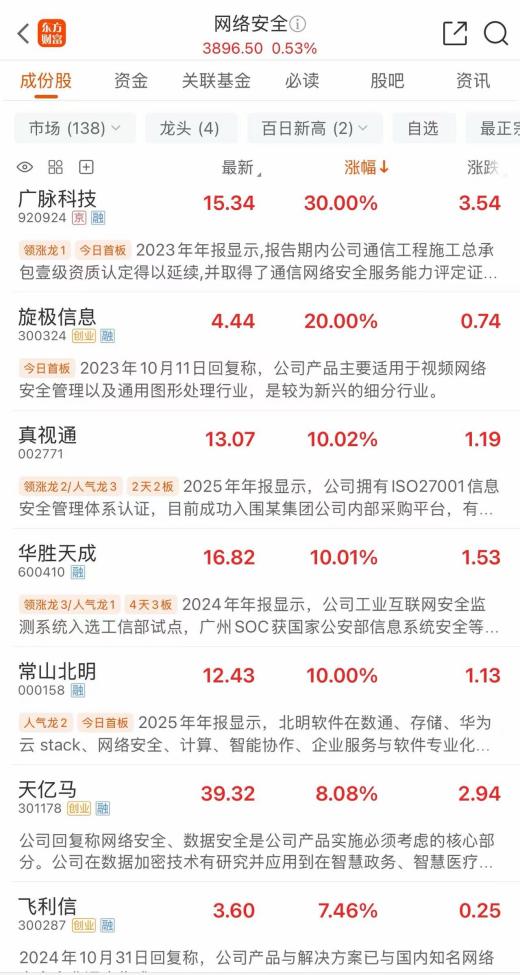 东方
财富
网络安全
3896.50 0.53%
成份股 资金 关联基金 必读 股吧 资讯
市场 (138) 龙头 (4) 百日新高 (2) 自选 最正宗
最新 涨幅 涨跌
广脉科技 15.34 30.00% 3.54
920924 京 融
领涨龙1 今日首板 2023年年报显示,报告期内公司通信工程施工总承
包壹级资质认定得以延续,并取得了通信网络安全服务能力评定证...
旋极信息 4.44 20.00% 0.74
300324 创业 融
今日首板 2023年10月11日回复称，公司产品主要适用于视频网络
安全管理以及通用图形处理行业，是较为新兴的细分行业。
真视通 13.07 10.02% 1.19
002771
领涨龙2/人气龙3 2天2板 2025年年报显示，公司拥有ISO27001信息
安全管理体系认证，目前成功入围某集团公司内部采购平台，有...
华胜天成 16.82 10.01% 1.53
600410 融
领涨龙3/人气龙1 4天3板 2024年年报显示，公司工业互联网安全监
测系统入选工信部试点，广州SOC获国家公安部信息系统安全等...
常山北明 12.43 10.00% 1.13
000158 融
人气龙2 今日首板 2025年年报显示，北明软件在数通、存储、华为
云 stack、网络安全、计算、智能协作、企业服务与软件专业化...
天亿马 39.32 8.08% 2.94
301178 创业 融
公司回复称网络安全、数据安全是公司产品实施必须考虑的核心部
分。公司在数据加密技术有研究并应用到在智慧政务、智慧医疗...
飞利信 3.60 7.46% 0.25
300287 创业 融
2024年10月31日回复称，公司产品与解决方案已与国内知名网络